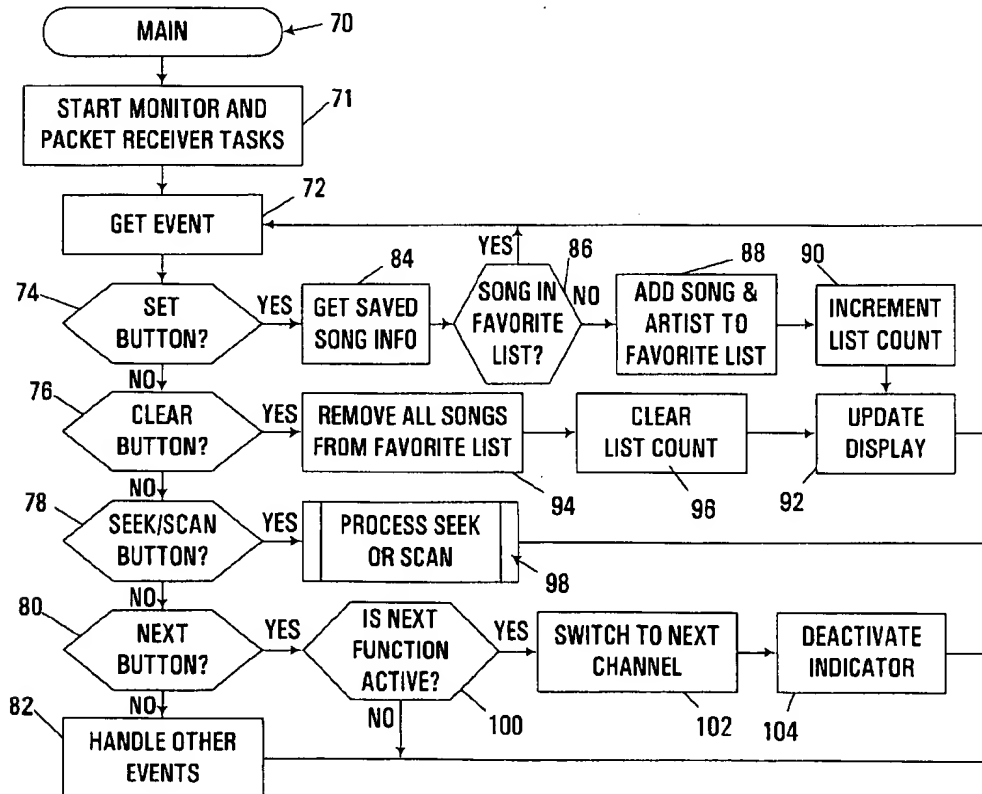 MAIN
70
START MONITOR AND
PACKET RECEIVER TASKS
71
GET EVENT
72
74
SET
BUTTON?
YES
NO
GET SAVED
SONG INFO
84
SONG IN
FAVORITE
LIST?
YES
86
NO
ADD SONG &
ARTIST TO
FAVORITE LIST
88
INCREMENT
LIST COUNT
90
76
CLEAR
BUTTON?
YES
NO
REMOVE ALL SONGS
FROM FAVORITE LIST
94
CLEAR
LIST COUNT
96
UPDATE
DISPLAY
92
78
SEEK/SCAN
BUTTON?
YES
NO
PROCESS SEEK
OR SCAN
98
80
NEXT
BUTTON?
YES
NO
IS NEXT
FUNCTION
ACTIVE?
YES
NO
100
SWITCH TO NEXT
CHANNEL
102
DEACTIVATE
INDICATOR
104
82
HANDLE OTHER
EVENTS